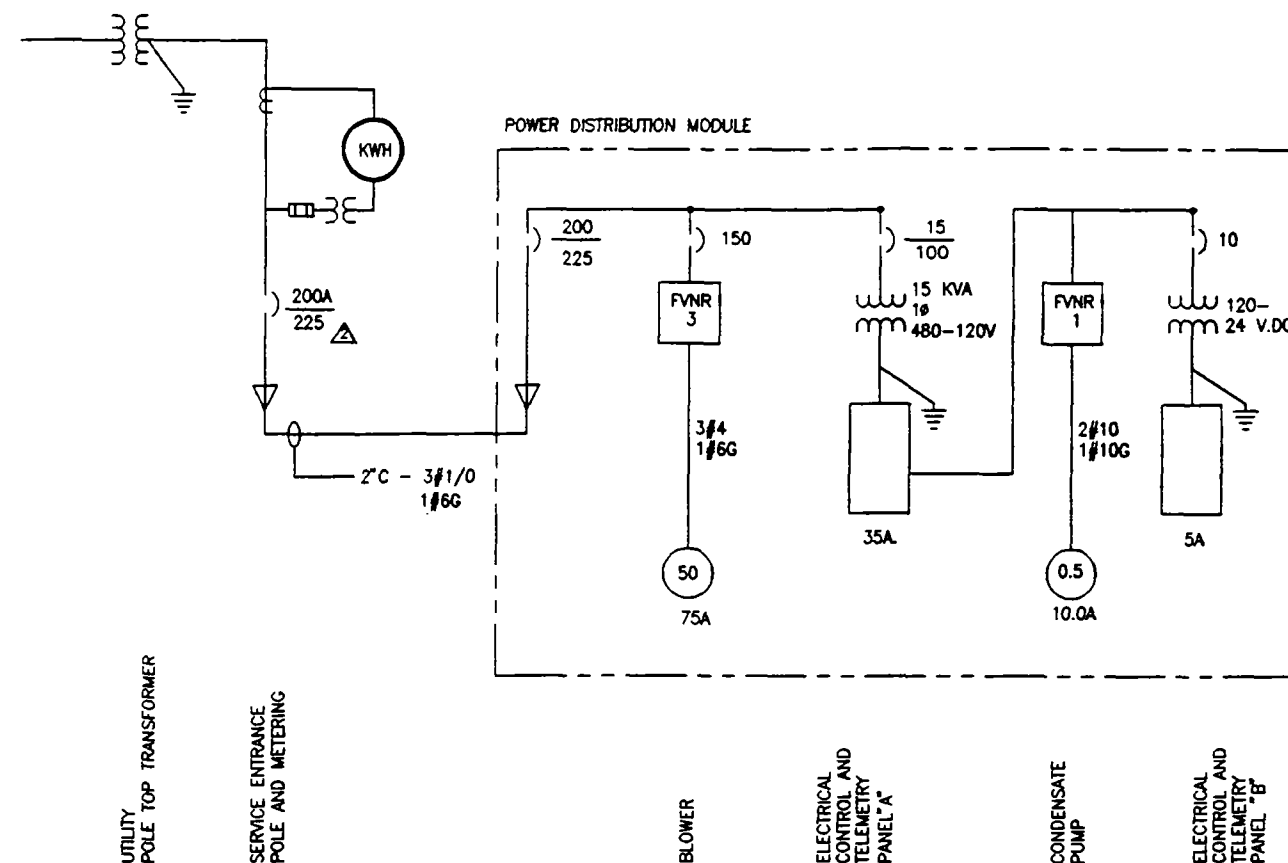 KWH
POWER DISTRIBUTION MODULE
200A
225
2
200
225
150
15
100
10
FVNR
3
15 KVA
1ø
480-120V
FVNR
1
120-
24 V.DC
3#4
1#6G
2#10
1#10G
2"C - 3#1/0
1#6G
35A.
5A
50
75A
0.5
10.0A
UTILITY
POLE TOP TRANSFORMER
SERVICE ENTRANCE
POLE AND METERING
BLOWER
ELECTRICAL
CONTROL AND
TELEMETRY
PANEL"A"
CONDENSATE
PUMP
ELECTRICAL
CONTROL AND
TELEMETRY
PANEL "B"